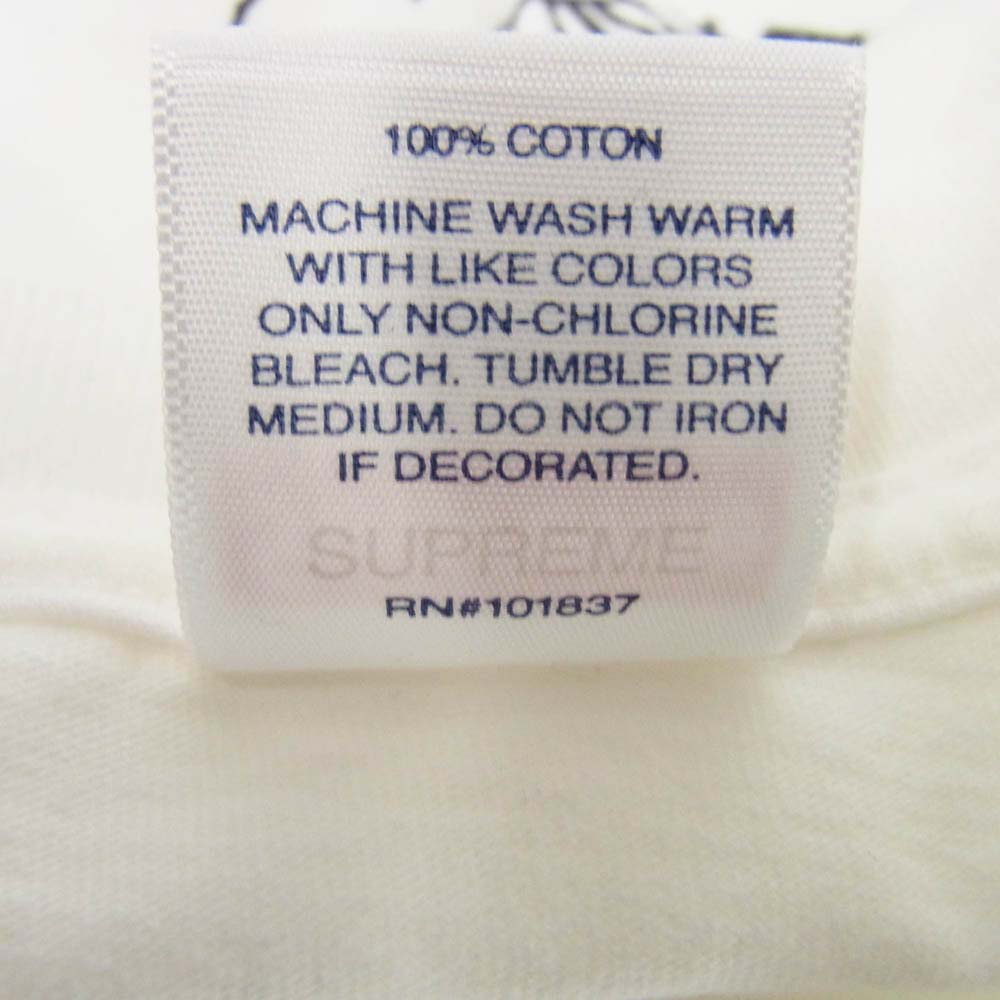 100% COTON
MACHINE WASH WARM
WITH LIKE COLORS
ONLY NON-CHLORINE
BLEACH. TUMBLE DRY
MEDIUM. DO NOT IRON
IF DECORATED.
SUPREME
RN#101837